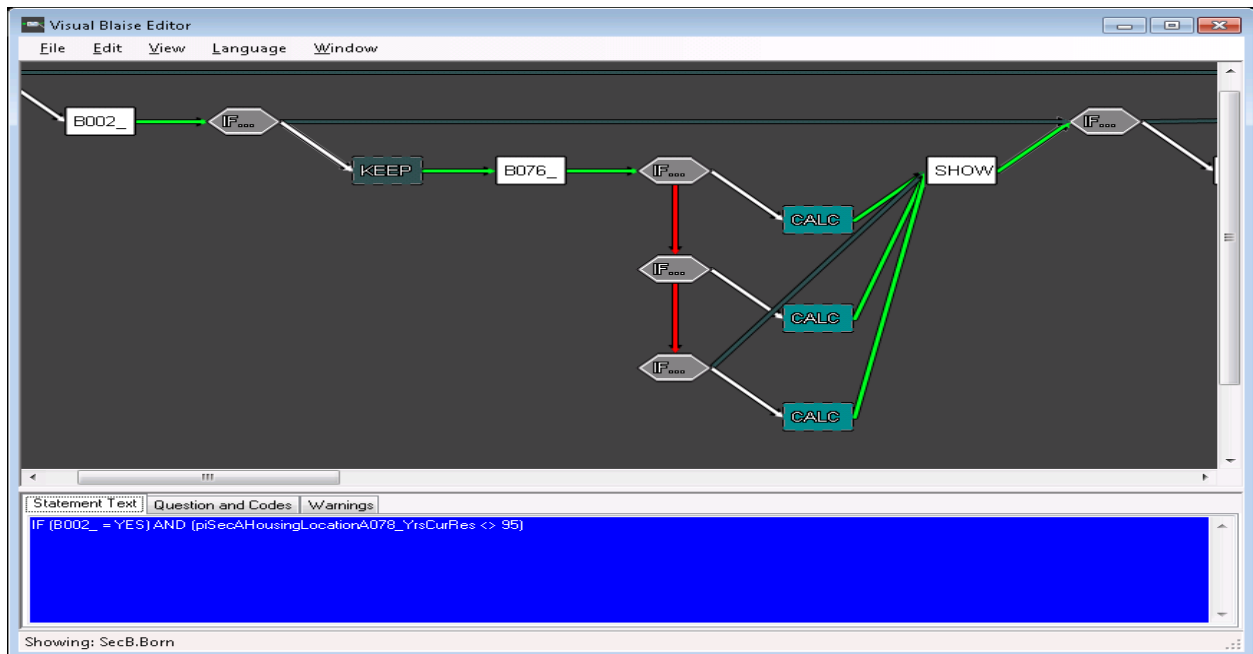 Visual Blaise Editor
File Edit View Language Window
B002_ IF... IF...
KEEP B076_ IF... SHOW
CALC
IF...
CALC
IF...
CALC
Statement Text Question and Codes Warnings
IF (B002_ = YES) AND (piSecAHousingLocationA078_YrsCurRes <> 95)
Showing: SecB.Born